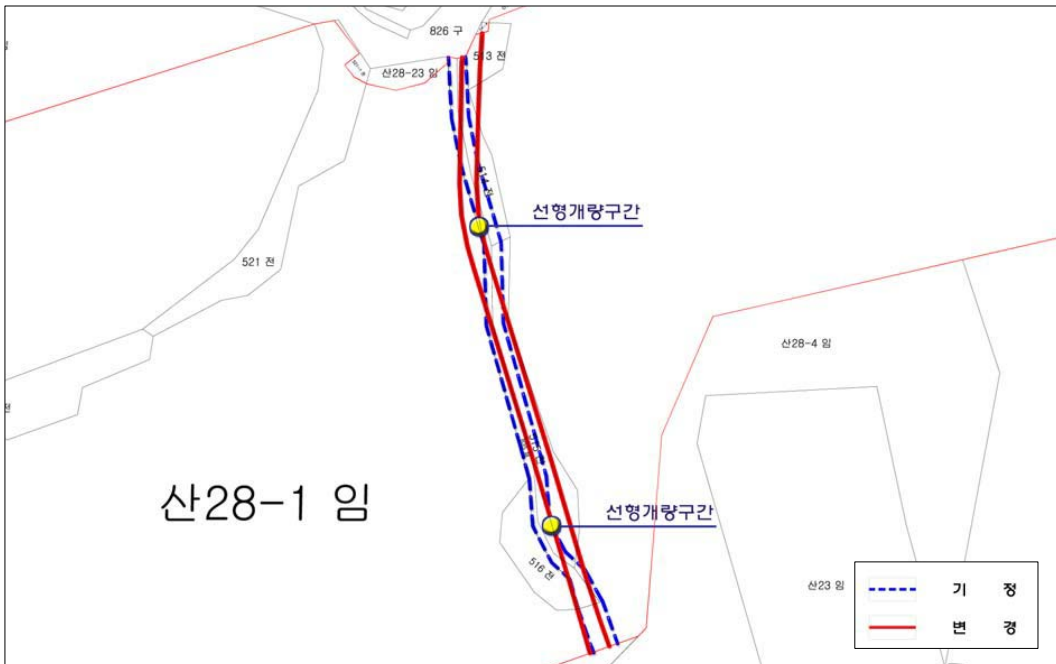 826 구
513 전
산28-23 임
514 전
선형개량구간
521 전
산28-4 임
산28-1 임
선형개량구간
516 전
산23 임
기 정
변 경